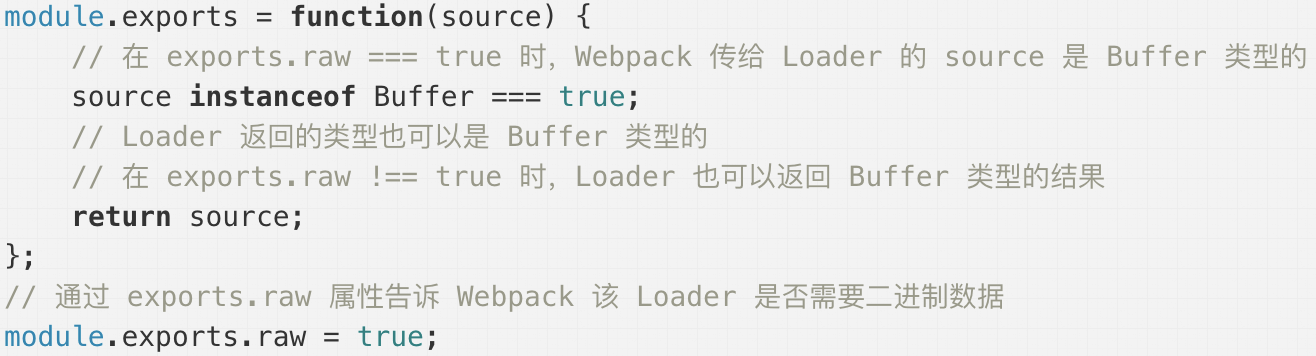 module.exports = function(source) {
    // 在 exports.raw === true 时，Webpack 传给 Loader 的 source 是 Buffer 类型的
    source instanceof Buffer === true;
    // Loader 返回的类型也可以是 Buffer 类型的
    // 在 exports.raw !== true 时，Loader 也可以返回 Buffer 类型的结果
    return source;
};
// 通过 exports.raw 属性告诉 Webpack 该 Loader 是否需要二进制数据
module.exports.raw = true;